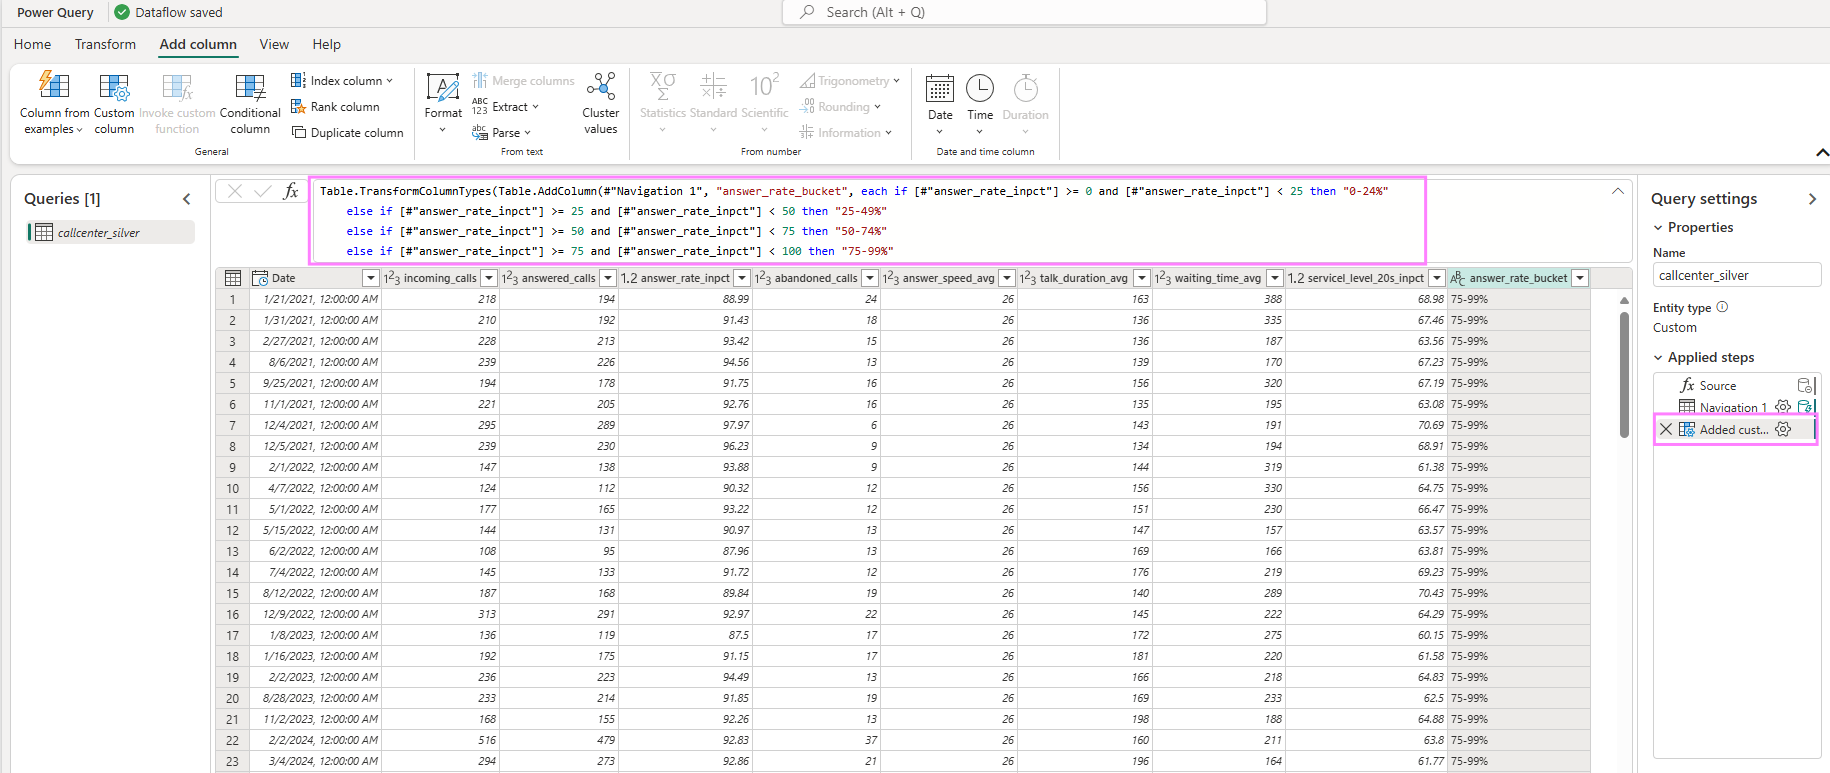 Power Query
Dataflow saved
Search (Alt + Q)
Home Transform Add column View Help
Column from examples
Custom column
Invoke custom function
Conditional column
Index column
Rank column
Duplicate column
General
Format
Merge columns
ABC 123 Extract
abc Parse
Cluster values
From text
Statistics
Standard
10² Scientific
Trigonometry
.00 Rounding
Information
From number
Date
Time
Duration
Date and time column
Queries [1]
callcenter_silver
fx
Table.TransformColumnTypes(Table.AddColumn(#"Navigation 1", "answer_rate_bucket", each if [#"answer_rate_inpct"] >= 0 and [#"answer_rate_inpct"] < 25 then "0-24%"
else if [#"answer_rate_inpct"] >= 25 and [#"answer_rate_inpct"] < 50 then "25-49%"
else if [#"answer_rate_inpct"] >= 50 and [#"answer_rate_inpct"] < 75 then "50-74%"
else if [#"answer_rate_inpct"] >= 75 and [#"answer_rate_inpct"] < 100 then "75-99%"
Date 1²3 incoming_calls 1²3 answered_calls 1.2 answer_rate_inpct 1²3 abandoned_calls 1²3 answer_speed_avg 1²3 talk_duration_avg 1²3 waiting_time_avg 1.2 servicel_level_20s_inpct ABC answer_rate_bucket
1 1/21/2021, 12:00:00 AM 218 194 88.99 24 26 163 388 68.98 75-99%
2 1/31/2021, 12:00:00 AM 210 192 91.43 18 26 136 335 67.46 75-99%
3 2/27/2021, 12:00:00 AM 228 213 93.42 15 26 136 187 63.56 75-99%
4 8/6/2021, 12:00:00 AM 239 226 94.56 13 26 139 170 67.23 75-99%
5 9/25/2021, 12:00:00 AM 194 178 91.75 16 26 156 320 67.19 75-99%
6 11/1/2021, 12:00:00 AM 221 205 92.76 16 26 135 195 63.08 75-99%
7 12/4/2021, 12:00:00 AM 295 289 97.97 6 26 143 191 70.69 75-99%
8 12/5/2021, 12:00:00 AM 239 230 96.23 9 26 134 194 68.91 75-99%
9 2/1/2022, 12:00:00 AM 147 138 93.88 9 26 144 319 61.38 75-99%
10 4/7/2022, 12:00:00 AM 124 112 90.32 12 26 156 330 64.75 75-99%
11 5/1/2022, 12:00:00 AM 177 165 93.22 12 26 151 230 66.47 75-99%
12 5/15/2022, 12:00:00 AM 144 131 90.97 13 26 147 157 63.57 75-99%
13 6/2/2022, 12:00:00 AM 108 95 87.96 13 26 169 166 63.81 75-99%
14 7/4/2022, 12:00:00 AM 145 133 91.72 12 26 176 219 69.23 75-99%
15 8/12/2022, 12:00:00 AM 187 168 89.84 19 26 140 289 70.43 75-99%
16 12/9/2022, 12:00:00 AM 313 291 92.97 22 26 145 222 64.29 75-99%
17 1/8/2023, 12:00:00 AM 136 119 87.5 17 26 172 275 60.15 75-99%
18 1/16/2023, 12:00:00 AM 192 175 91.15 17 26 181 220 61.58 75-99%
19 2/2/2023, 12:00:00 AM 236 223 94.49 13 26 166 218 64.83 75-99%
20 8/28/2023, 12:00:00 AM 233 214 91.85 19 26 169 233 62.5 75-99%
21 11/2/2023, 12:00:00 AM 168 155 92.26 13 26 198 188 64.88 75-99%
22 2/2/2024, 12:00:00 AM 516 479 92.83 37 26 160 211 63.8 75-99%
23 3/4/2024, 12:00:00 AM 294 273 92.86 21 26 196 164 61.77 75-99%
Query settings
Properties
Name
callcenter_silver
Entity type
Custom
Applied steps
fx Source
Navigation 1
Added cust...